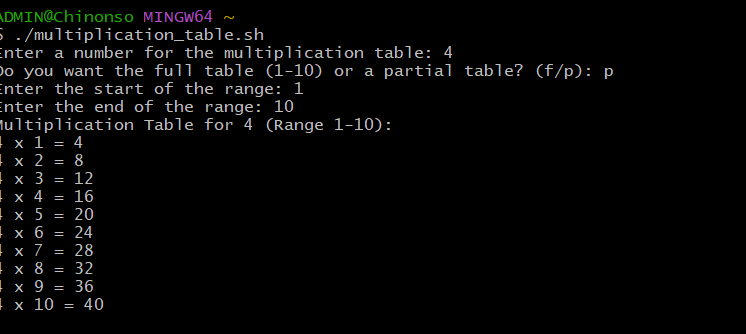 ADMIN@Chinonso MINGW64 ~
$ ./multiplication_table.sh
Enter a number for the multiplication table: 4
Do you want the full table (1-10) or a partial table? (f/p): p
Enter the start of the range: 1
Enter the end of the range: 10
Multiplication Table for 4 (Range 1-10):
4 x 1 = 4
4 x 2 = 8
4 x 3 = 12
4 x 4 = 16
4 x 5 = 20
4 x 6 = 24
4 x 7 = 28
4 x 8 = 32
4 x 9 = 36
4 x 10 = 40